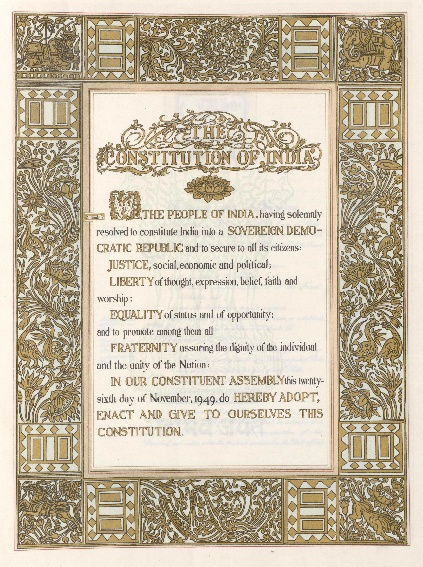 THE
CONSTITUTION OF INDIA
WE, THE PEOPLE OF INDIA, having solemnly
resolved to constitute India into a SOVEREIGN DEMO-
CRATIC REPUBLIC and to secure to all its citizens:
JUSTICE, social, economic and political;
LIBERTY of thought, expression, belief, faith and
worship;
EQUALITY of status and of opportunity;
and to promote among them all
FRATERNITY assuring the dignity of the individual
and the unity of the Nation;
IN OUR CONSTITUENT ASSEMBLY this twenty-
sixth day of November, 1949, do HEREBY ADOPT,
ENACT AND GIVE TO OURSELVES THIS
CONSTITUTION.